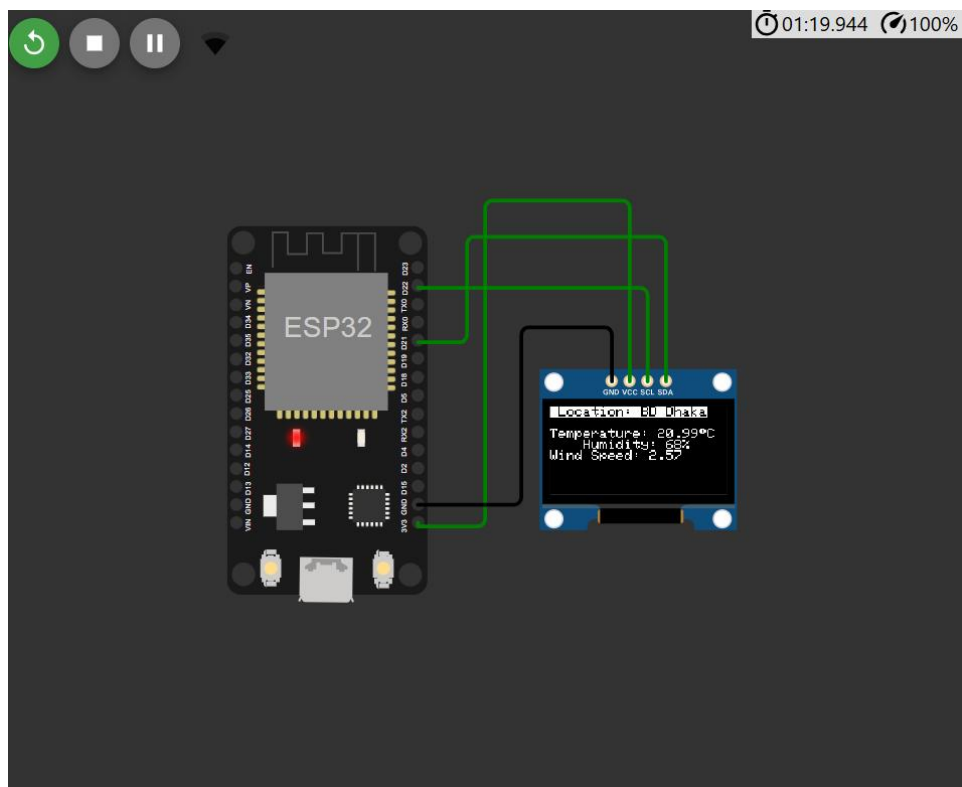 01:19.944 100%
EN
VP
VN
D34
D35
D32
D33
D25
D26
D27
D14
D12
D13
GND
VIN
ESP32
D23
D22
TX0
RX0
D21
D19
D18
D5
TX2
RX2
D4
D2
D15
GND
3V3
GND VCC SCL SDA
Location: BD Dhaka
Temperature: 20.99°C
Humidity: 68%
Wind Speed: 2.57